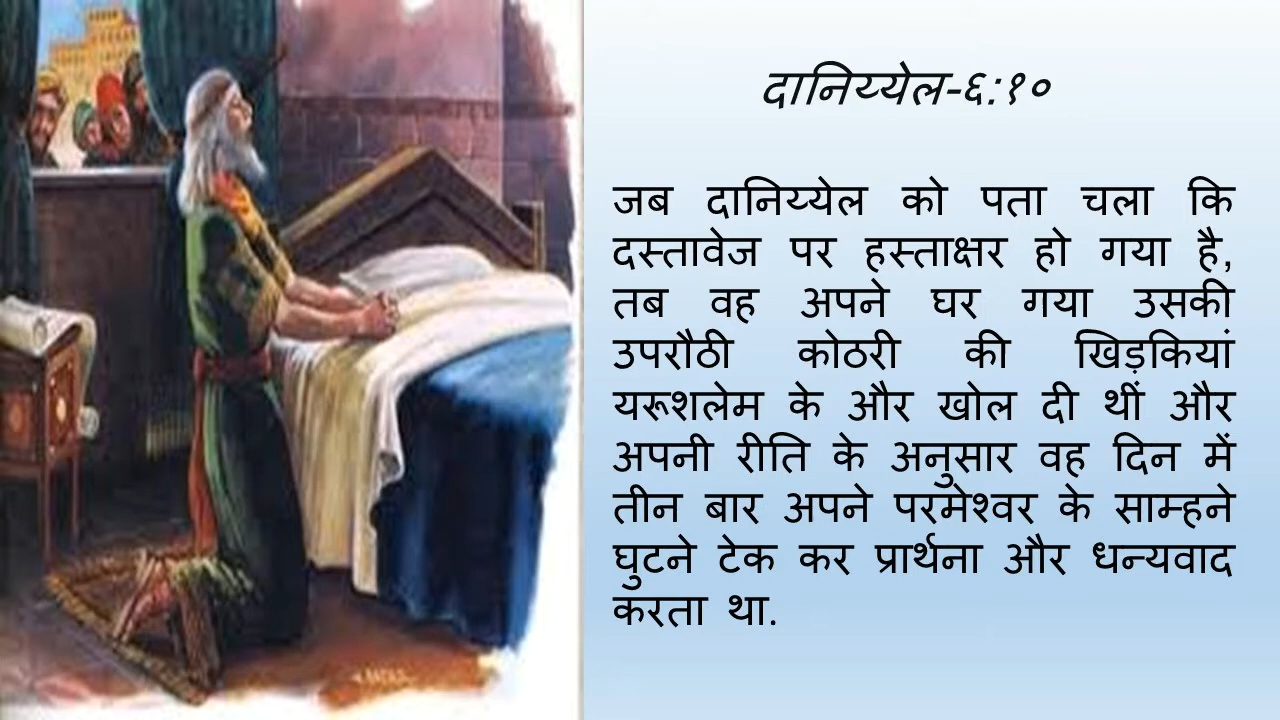 दानिय्येल-६:१०
जब दानिय्येल को पता चला कि
दस्तावेज पर हस्ताक्षर हो गया है,
तब वह अपने घर गया उसकी
उपरौठी कोठरी की खिड़कियां
यरूशलेम के और खोल दी थीं और
अपनी रीति के अनुसार वह दिन में
तीन बार अपने परमेश्वर के साम्हने
घुटने टेक कर प्रार्थना और धन्यवाद
करता था.